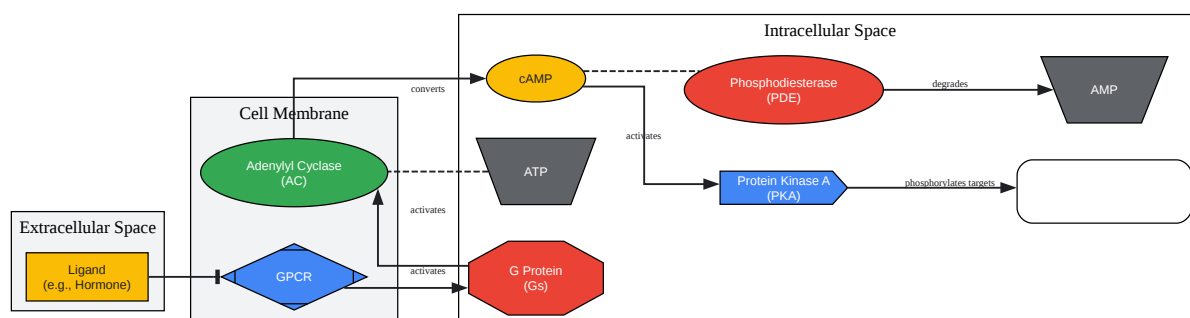 Intracellular Space
cAMP
Phosphodiesterase
(PDE)
degrades
AMP
converts
Cell Membrane
activates
Adenylyl Cyclase
(AC)
ATP
Protein Kinase A
(PKA)
phosphorylates targets
activates
Extracellular Space
Ligand
(e.g., Hormone)
GPCR
activates
G Protein
(Gs)